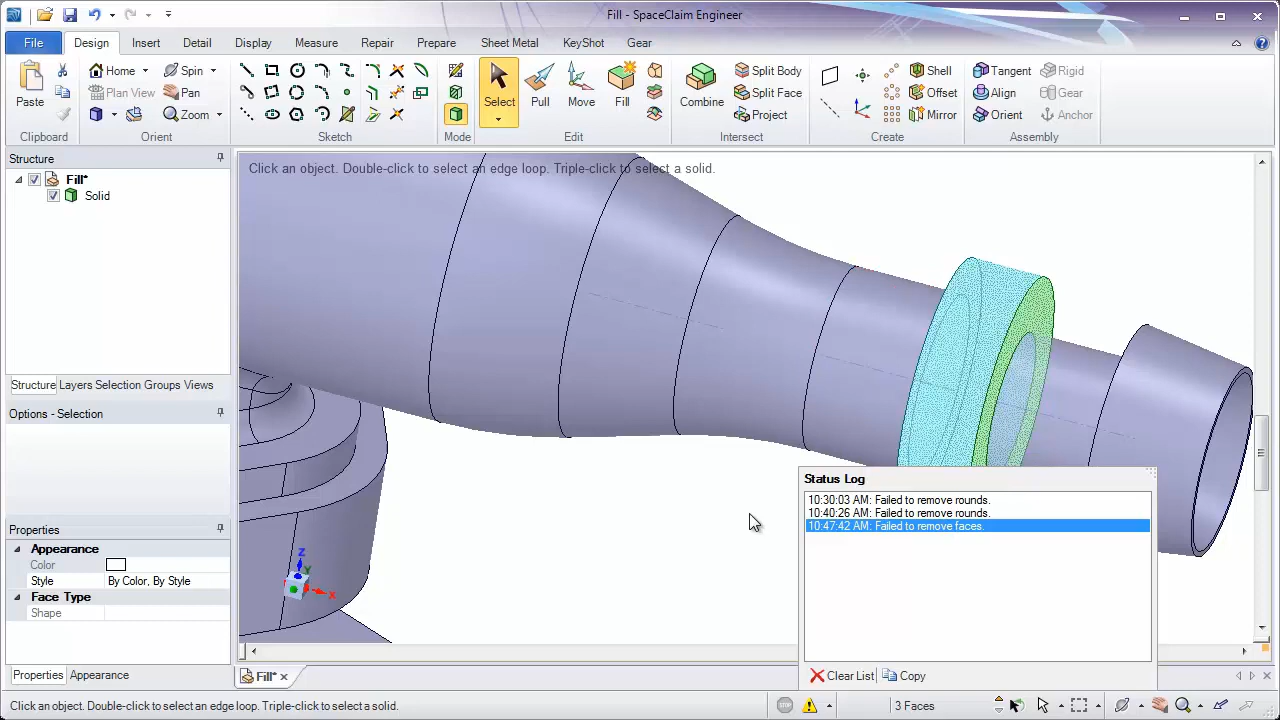 Fill - SpaceClaim Engineer
File Design Insert Detail Display Measure Repair Prepare Sheet Metal KeyShot Gear
Paste
Home
Plan View
Spin
Pan
Zoom
Select
Pull
Move
Fill
Combine
Split Body
Split Face
Project
Shell
Offset
Mirror
Tangent
Align
Orient
Rigid
Gear
Anchor
Clipboard Orient Sketch Mode Edit Intersect Create Assembly
Structure
Fill*
Solid
Structure Layers Selection Groups Views
Options - Selection
Properties
Appearance
Color
Style By Color, By Style
Face Type
Shape
Properties Appearance
Click an object. Double-click to select an edge loop. Triple-click to select a solid.
Z
Y
X
Status Log
10:30:03 AM: Failed to remove rounds.
10:40:26 AM: Failed to remove rounds.
10:47:42 AM: Failed to remove faces.
Clear List Copy
Fill*
Click an object. Double-click to select an edge loop. Triple-click to select a solid.
3 Faces